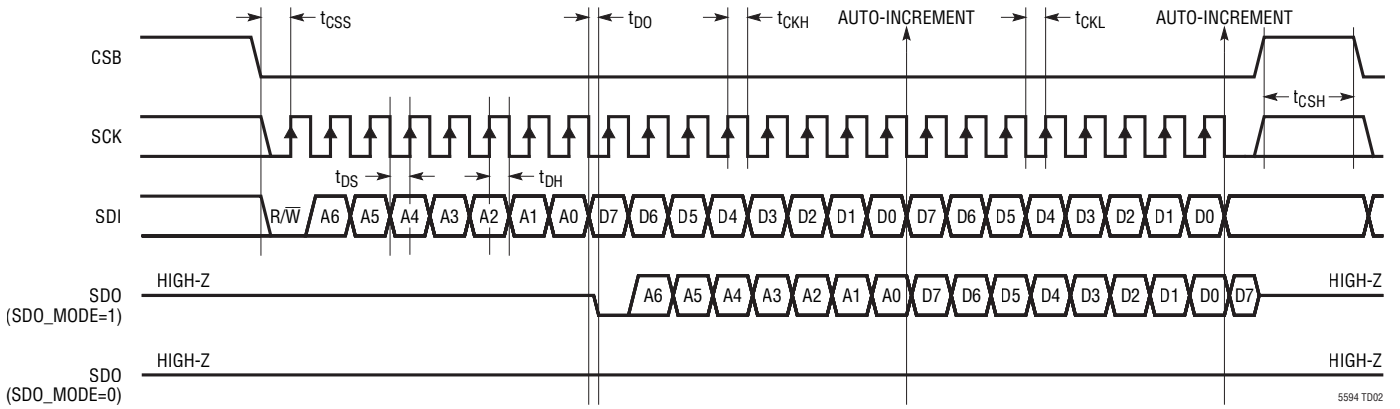 tCSS tDO tCKH AUTO-INCREMENT tCKL AUTO-INCREMENT
CSB
tCSH
SCK
tDS tDH
SDI R/W̅ A6 A5 A4 A3 A2 A1 A0 D7 D6 D5 D4 D3 D2 D1 D0 D7 D6 D5 D4 D3 D2 D1 D0
HIGH-Z HIGH-Z
SDO A6 A5 A4 A3 A2 A1 A0 D7 D6 D5 D4 D3 D2 D1 D0 D7
(SDO_MODE=1)
HIGH-Z HIGH-Z
SDO
(SDO_MODE=0)
5594 TD02